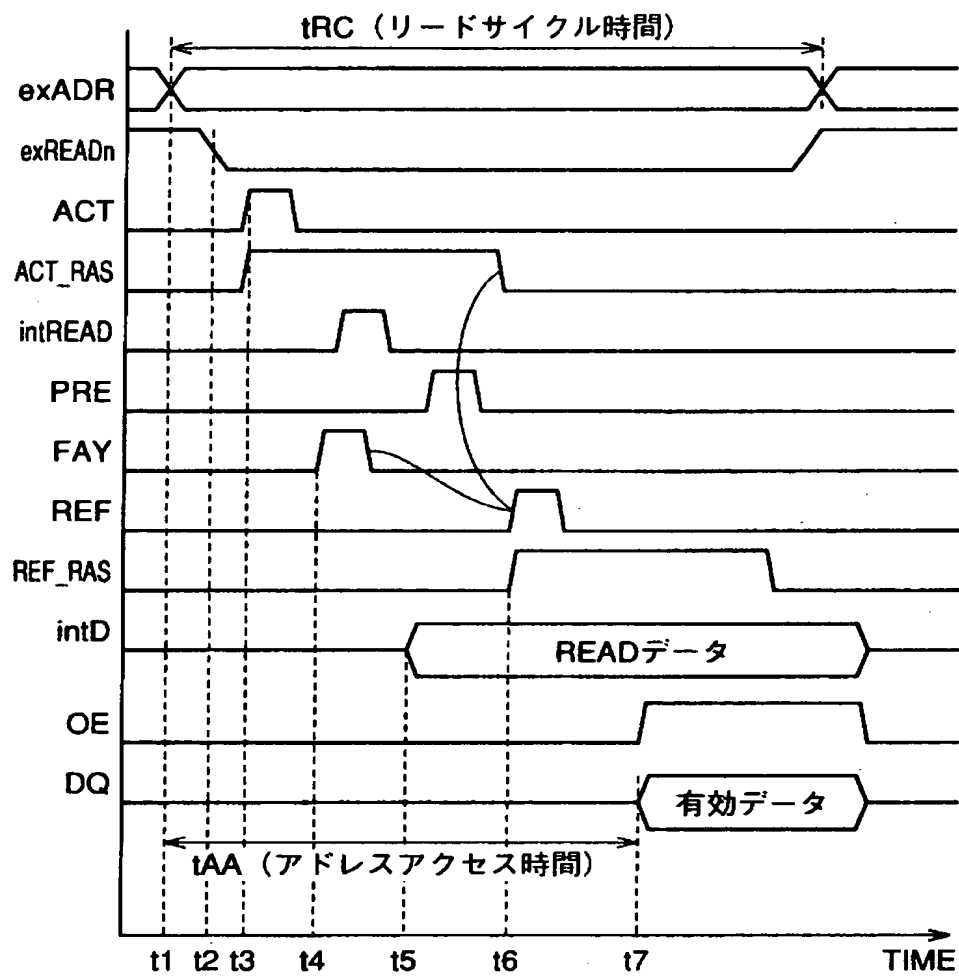 tRC（リードサイクル時間）
exADR
exREADn
ACT
ACT_RAS
intREAD
PRE
FAY
REF
REF_RAS
intD
READデータ
OE
DQ
有効データ
tAA（アドレスアクセス時間）
t1 t2 t3 t4 t5 t6 t7 TIME